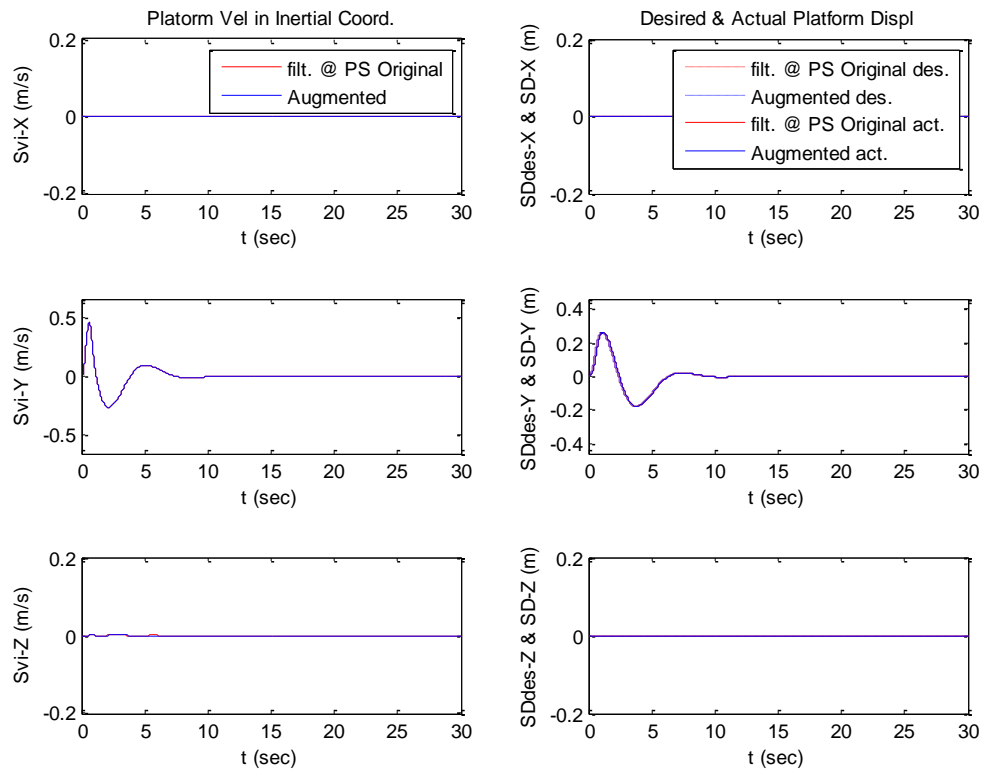 Platorm Vel in Inertial Coord.
Desired & Actual Platform Displ
0.2
0
-0.2
Svi-X (m/s)
filt. @ PS Original
Augmented
0 5 10 15 20 25 30
t (sec)
0.2
0
-0.2
SDdes-X & SD-X (m)
filt. @ PS Original des.
Augmented des.
filt. @ PS Original act.
Augmented act.
0 5 10 15 20 25 30
t (sec)
0.5
0
-0.5
Svi-Y (m/s)
0 5 10 15 20 25 30
t (sec)
0.4
0.2
0
-0.2
-0.4
SDdes-Y & SD-Y (m)
0 5 10 15 20 25 30
t (sec)
0.2
0
-0.2
Svi-Z (m/s)
0 5 10 15 20 25 30
t (sec)
0.2
0
-0.2
SDdes-Z & SD-Z (m)
0 5 10 15 20 25 30
t (sec)